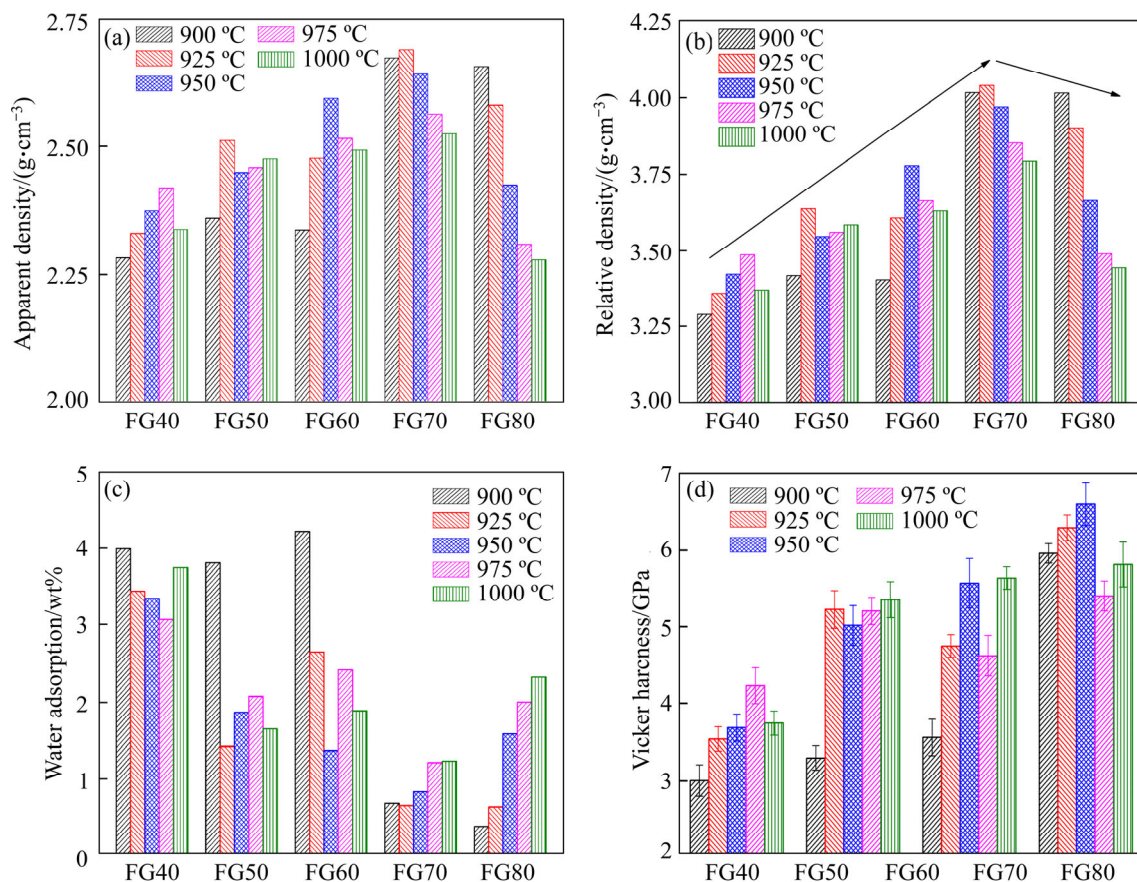 (a)
900 ºC
925 ºC
950 ºC
975 ºC
1000 ºC
Apparent density/(g·cm−3)
2.75
2.50
2.25
2.00
FG40 FG50 FG60 FG70 FG80
(b)
900 ºC
925 ºC
950 ºC
975 ºC
1000 ºC
Relative density/(g·cm−3)
4.25
4.00
3.75
3.50
3.25
3.00
FG40 FG50 FG60 FG70 FG80
(c)
900 ºC
925 ºC
950 ºC
975 ºC
1000 ºC
Water adsorption/wt%
5
4
3
2
1
0
FG40 FG50 FG60 FG70 FG80
(d)
900 ºC
925 ºC
950 ºC
975 ºC
1000 ºC
Vicker harcness/GPa
7
6
5
4
3
2
FG40 FG50 FG60 FG70 FG80